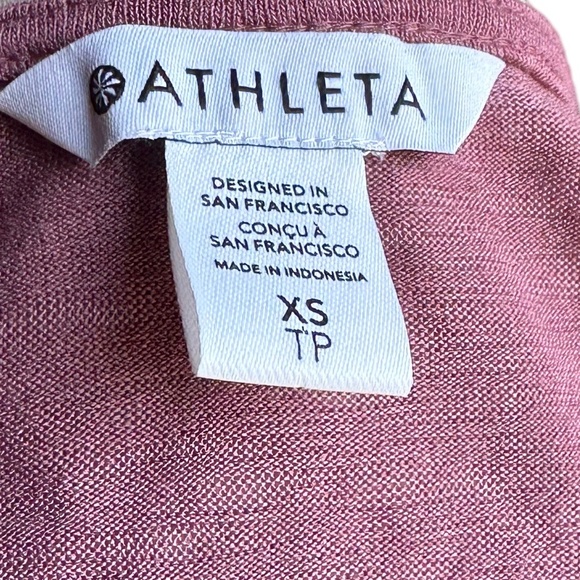 ATHLETA
DESIGNED IN
SAN FRANCISCO
CONÇU À
SAN FRANCISCO
MADE IN INDONESIA
XS
TP